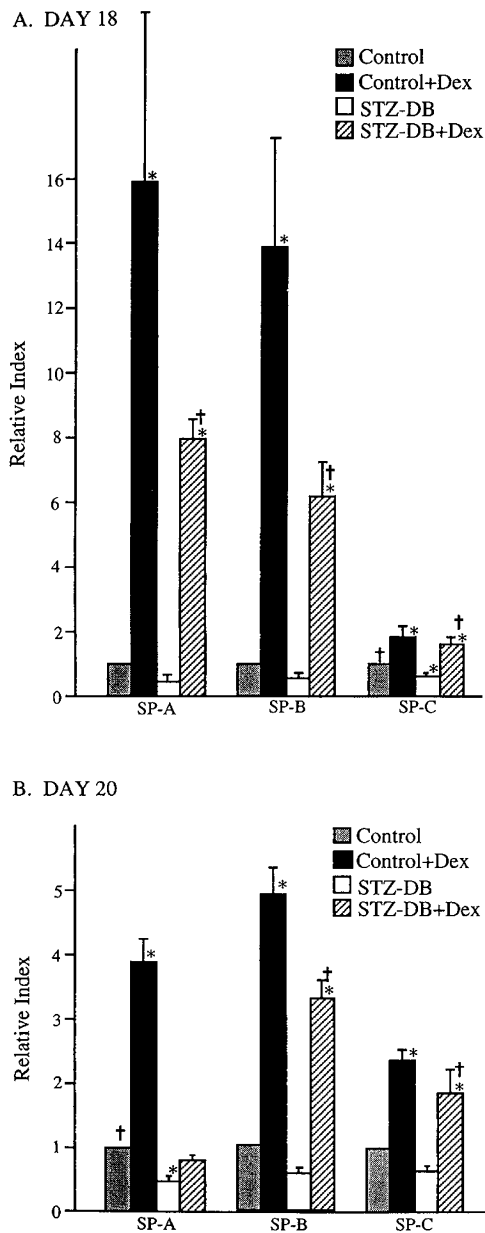 A. DAY 18
Control
Control+Dex
STZ-DB
STZ-DB+Dex
Relative Index
16
14
12
10
8
6
4
2
0
*
*
†
*
†
*
†
*
*
†
*
SP-A
SP-B
SP-C
B. DAY 20
Control
Control+Dex
STZ-DB
STZ-DB+Dex
Relative Index
5
4
3
2
1
0
†
*
*
*
†
*
*
†
*
SP-A
SP-B
SP-C